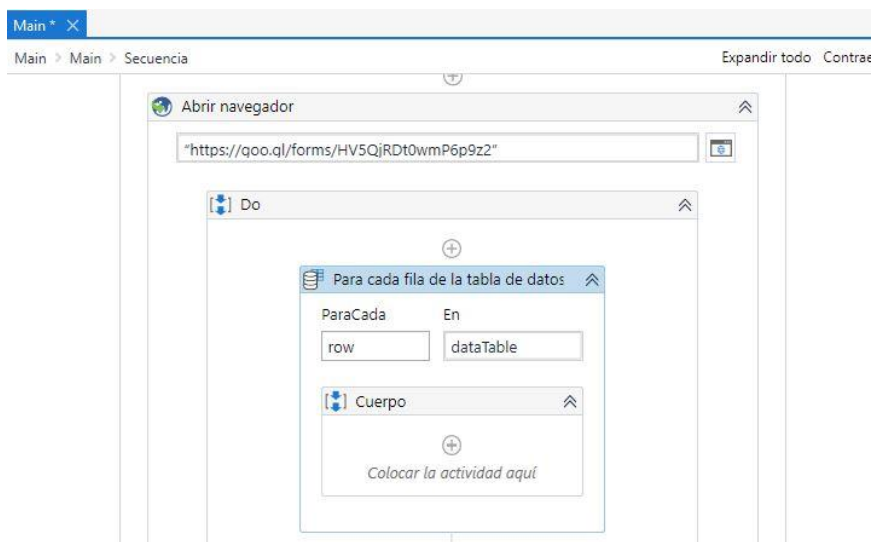 Main *
Main > Main > Secuencia
Expandir todo Contrae
Abrir navegador
"https://goo.gl/forms/HV5QjRDt0wmP6p9z2"
Do
Para cada fila de la tabla de datos
ParaCada En
row dataTable
Cuerpo
Colocar la actividad aquí